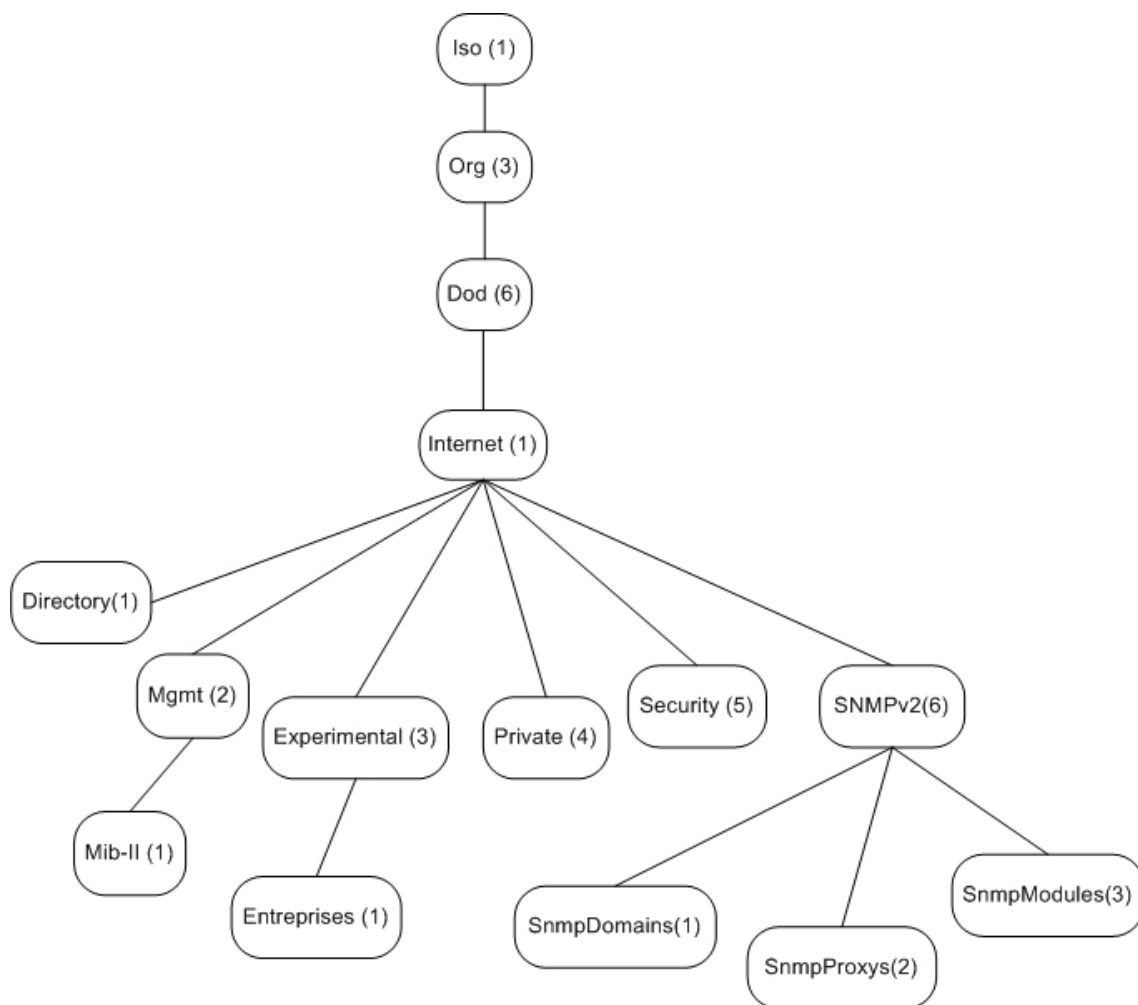 Iso (1)
Org (3)
Dod (6)
Internet (1)
Directory(1)
Mgmt (2)
Experimental (3)
Private (4)
Security (5)
SNMPv2(6)
Mib-II (1)
Entreprises (1)
SnmpDomains(1)
SnmpProxys(2)
SnmpModules(3)